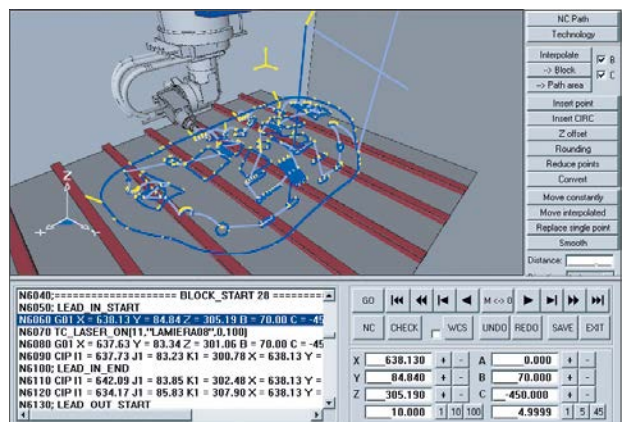 NC Path
Technology
Interpolate
B
-> Block
C
-> Path area
Insert point
Insert CIRC
Z offset
Rounding
Reduce points
Convert
Move constantly
Move interpolated
Replace single point
Smooth
Distance:
Z
N6040;==================== BLOCK_START 28 ==========
N6050; LEAD_IN_START
N6060 G01 X = 638.13 Y = 84.84 Z = 305.19 B = 70.00 C = -45
N6070 TC_LASER_ON(1,"LAMIERA08",0,100)
N6080 G01 X = 637.63 Y = 83.34 Z = 301.06 B = 70.00 C = -45
N6090 CIP I1 = 637.73 J1 = 83.23 K1 = 300.78 X = 638.13 Y =
N6100; LEAD_IN_END
N6110 CIP I1 = 642.09 J1 = 83.85 K1 = 302.48 X = 638.13 Y =
N6120 CIP I1 = 634.17 J1 = 85.83 K1 = 307.90 X = 638.13 Y =
N6130; LEAD_OUT_START
GO M <-> 0
NC CHECK WCS UNDO REDO SAVE EXIT
X 638.130 + - A 0.000 + -
Y 84.840 + - B 70.000 + -
Z 305.190 + - C -450.000 + -
10.000 1 10 100 4.9999 1 5 45